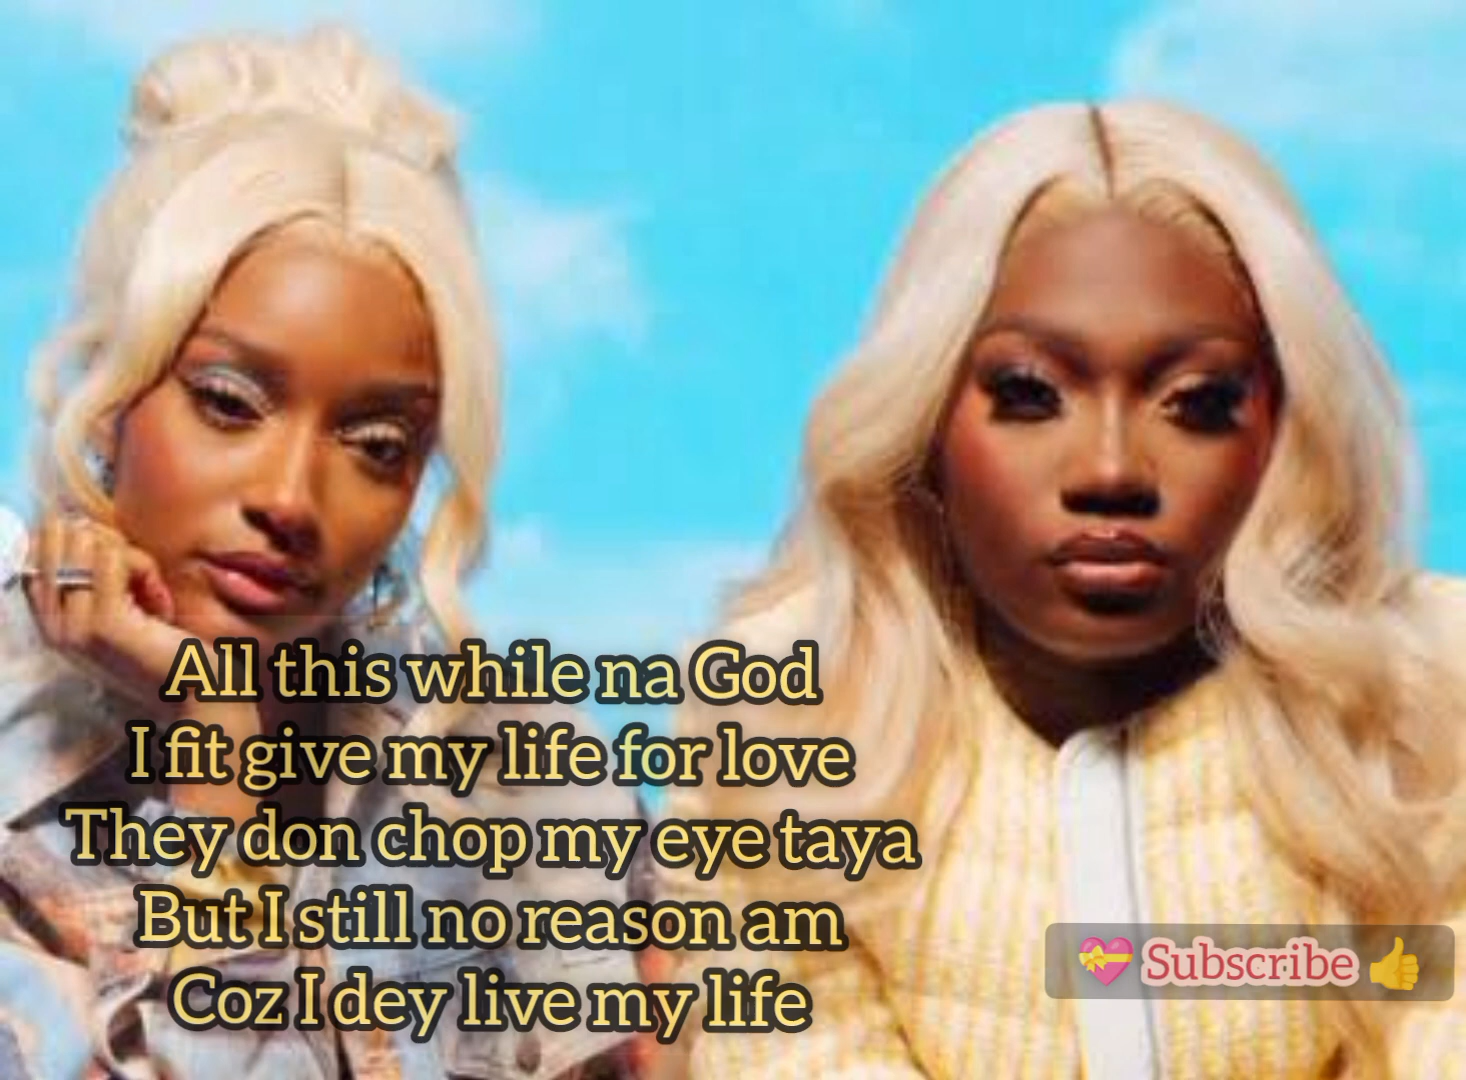 All this while na God
I fit give my life for love
They don chop my eye taya
But I still no reason am
Coz I dey live my life
💝 Subscribe 👍